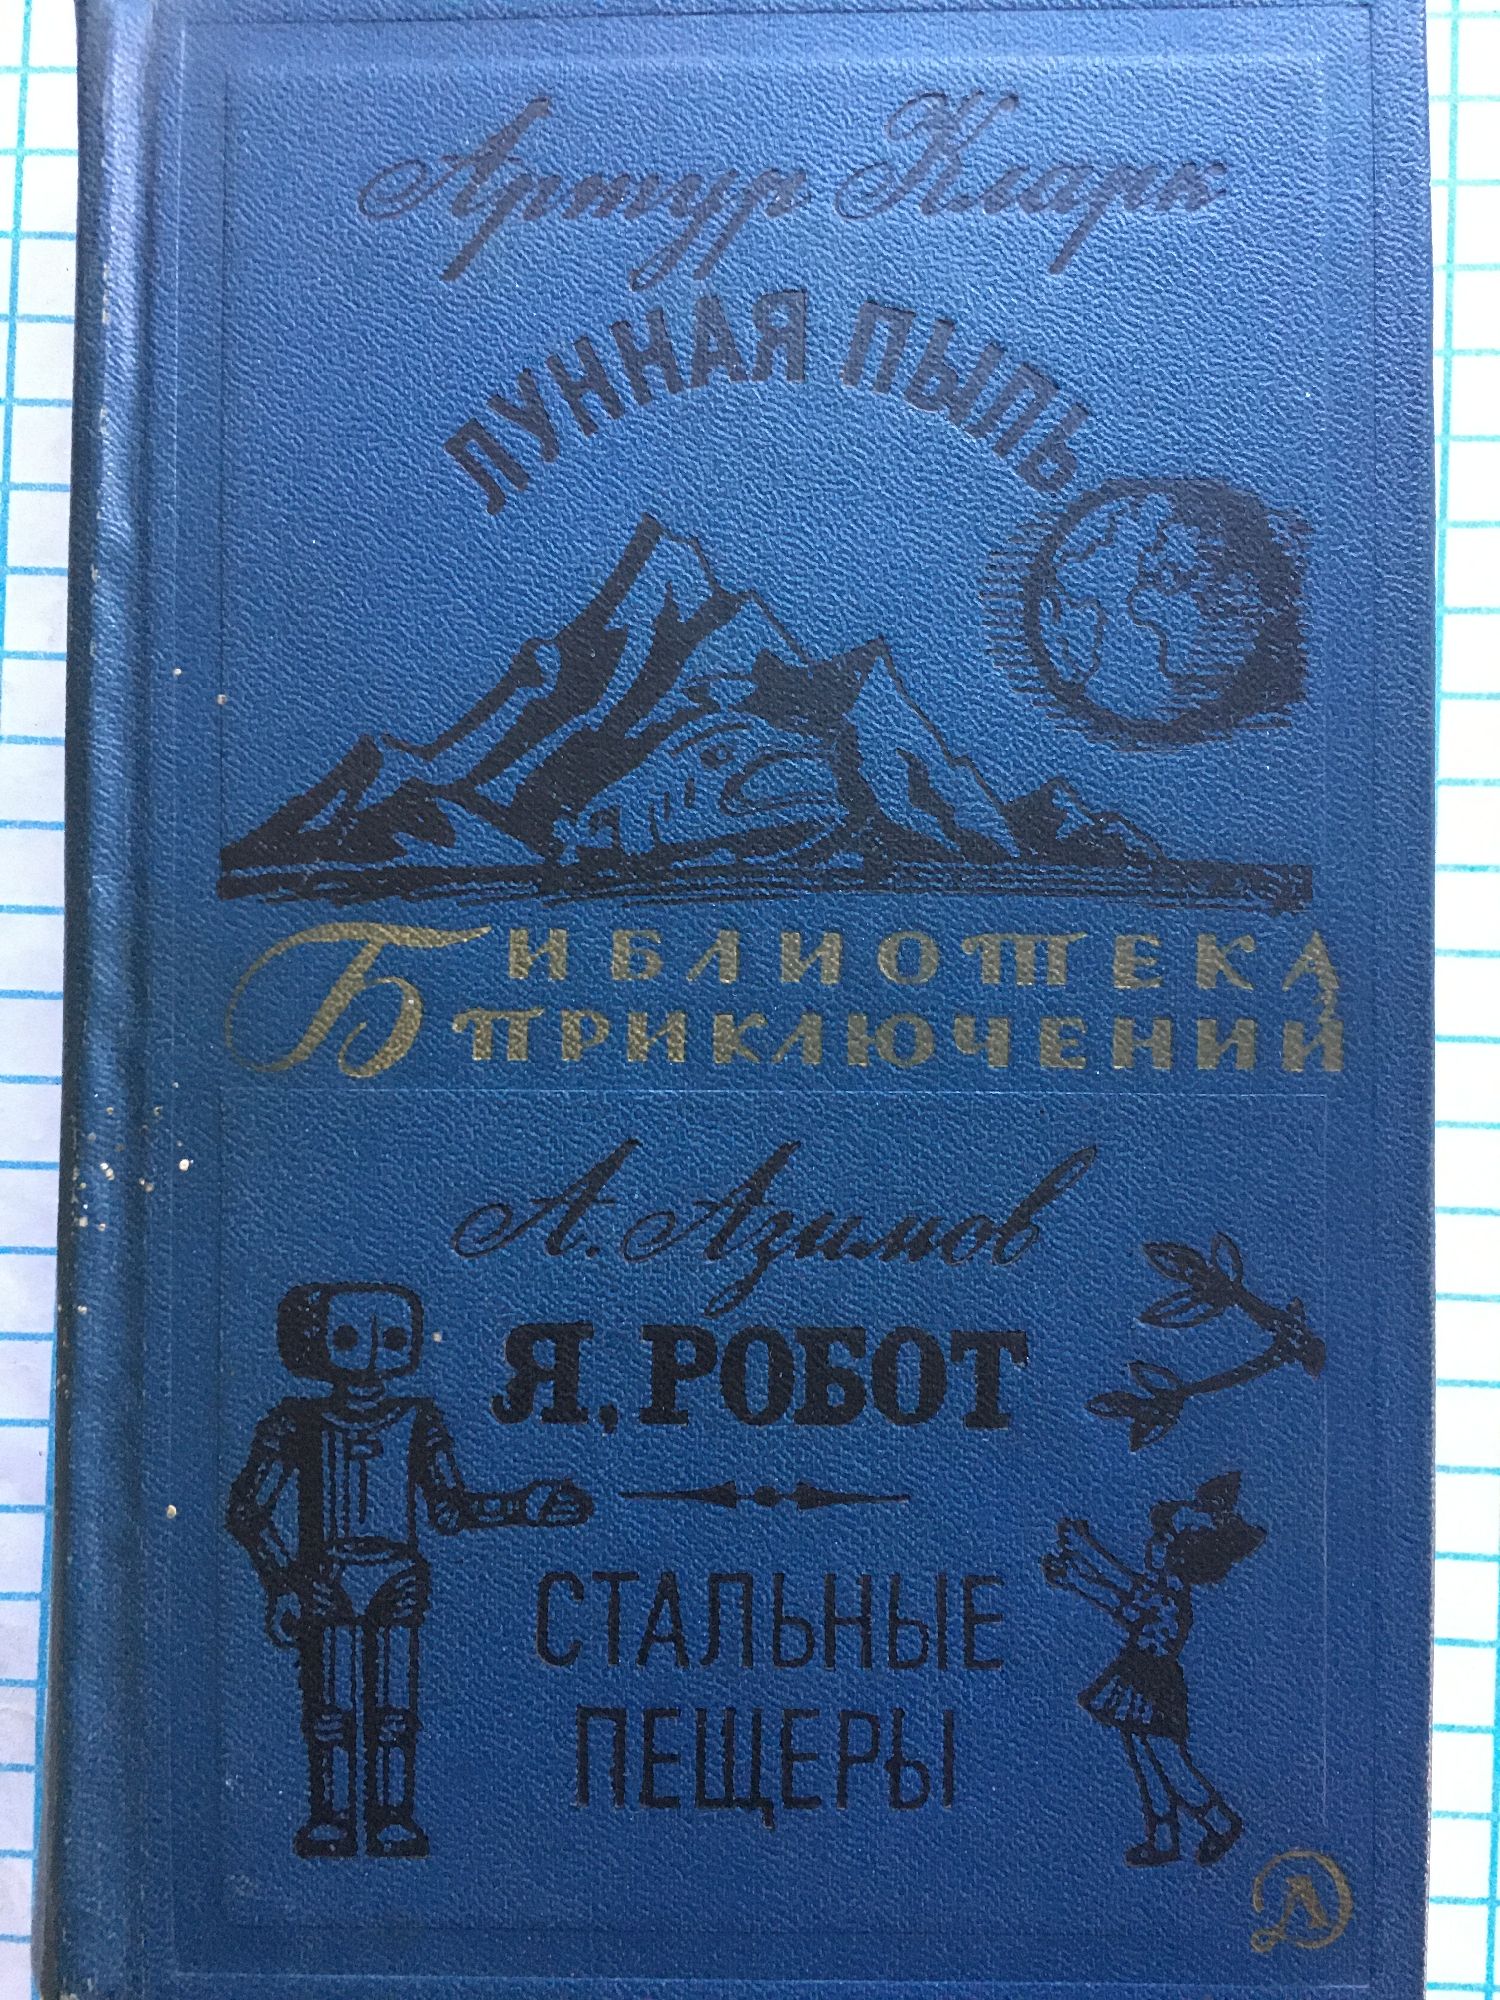 Артур Кларк
ЛУННАЯ ПЫЛЬ
БИБЛИОТЕКА
ПРИКЛЮЧЕНИЙ
А. Азимов
Я, РОБОТ
СТАЛЬНЫЕ
ПЕЩЕРЫ